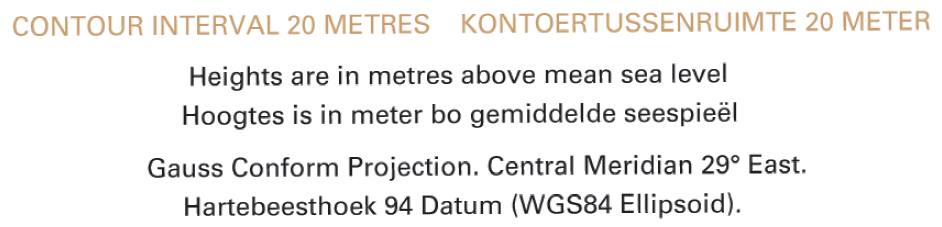 CONTOUR INTERVAL 20 METRES KONTOERTUSSENRUIMTE 20 METER
Heights are in metres above mean sea level
Hoogtes is in meter bo gemiddelde seespieël
Gauss Conform Projection. Central Meridian 29° East.
Hartebeesthoek 94 Datum (WGS84 Ellipsoid).